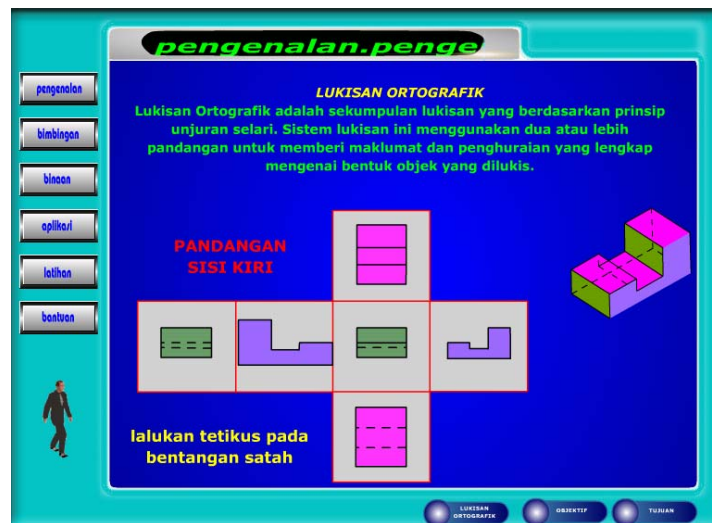 pengenalan.penge
pengenalan
bimbingan
binaan
aplikasi
latihan
bantuan
LUKISAN ORTOGRAFIK
Lukisan Ortografik adalah sekumpulan lukisan yang berdasarkan prinsip
unjuran selari. Sistem lukisan ini menggunakan dua atau lebih
pandangan untuk memberi maklumat dan penghuraian yang lengkap
mengenai bentuk objek yang dilukis.
PANDANGAN
SISI KIRI
lalukan tetikus pada
bentangan satah
LUKISAN
ORTOGRAFIK
OBJEKTIF
TUJUAN